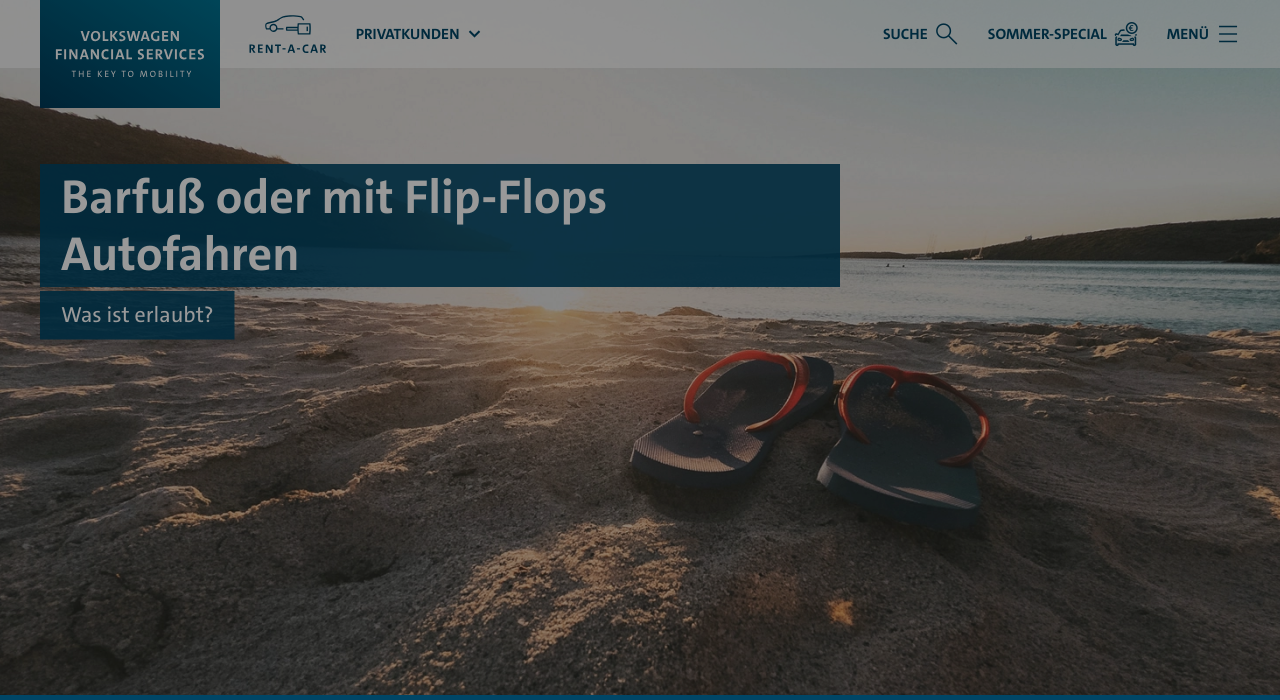 VOLKSWAGEN
FINANCIAL SERVICES
THE KEY TO MOBILITY
RENT-A-CAR
PRIVATKUNDEN
SUCHE
SOMMER-SPECIAL
€
MENÜ
Barfuß oder mit Flip-Flops
Autofahren
Was ist erlaubt?